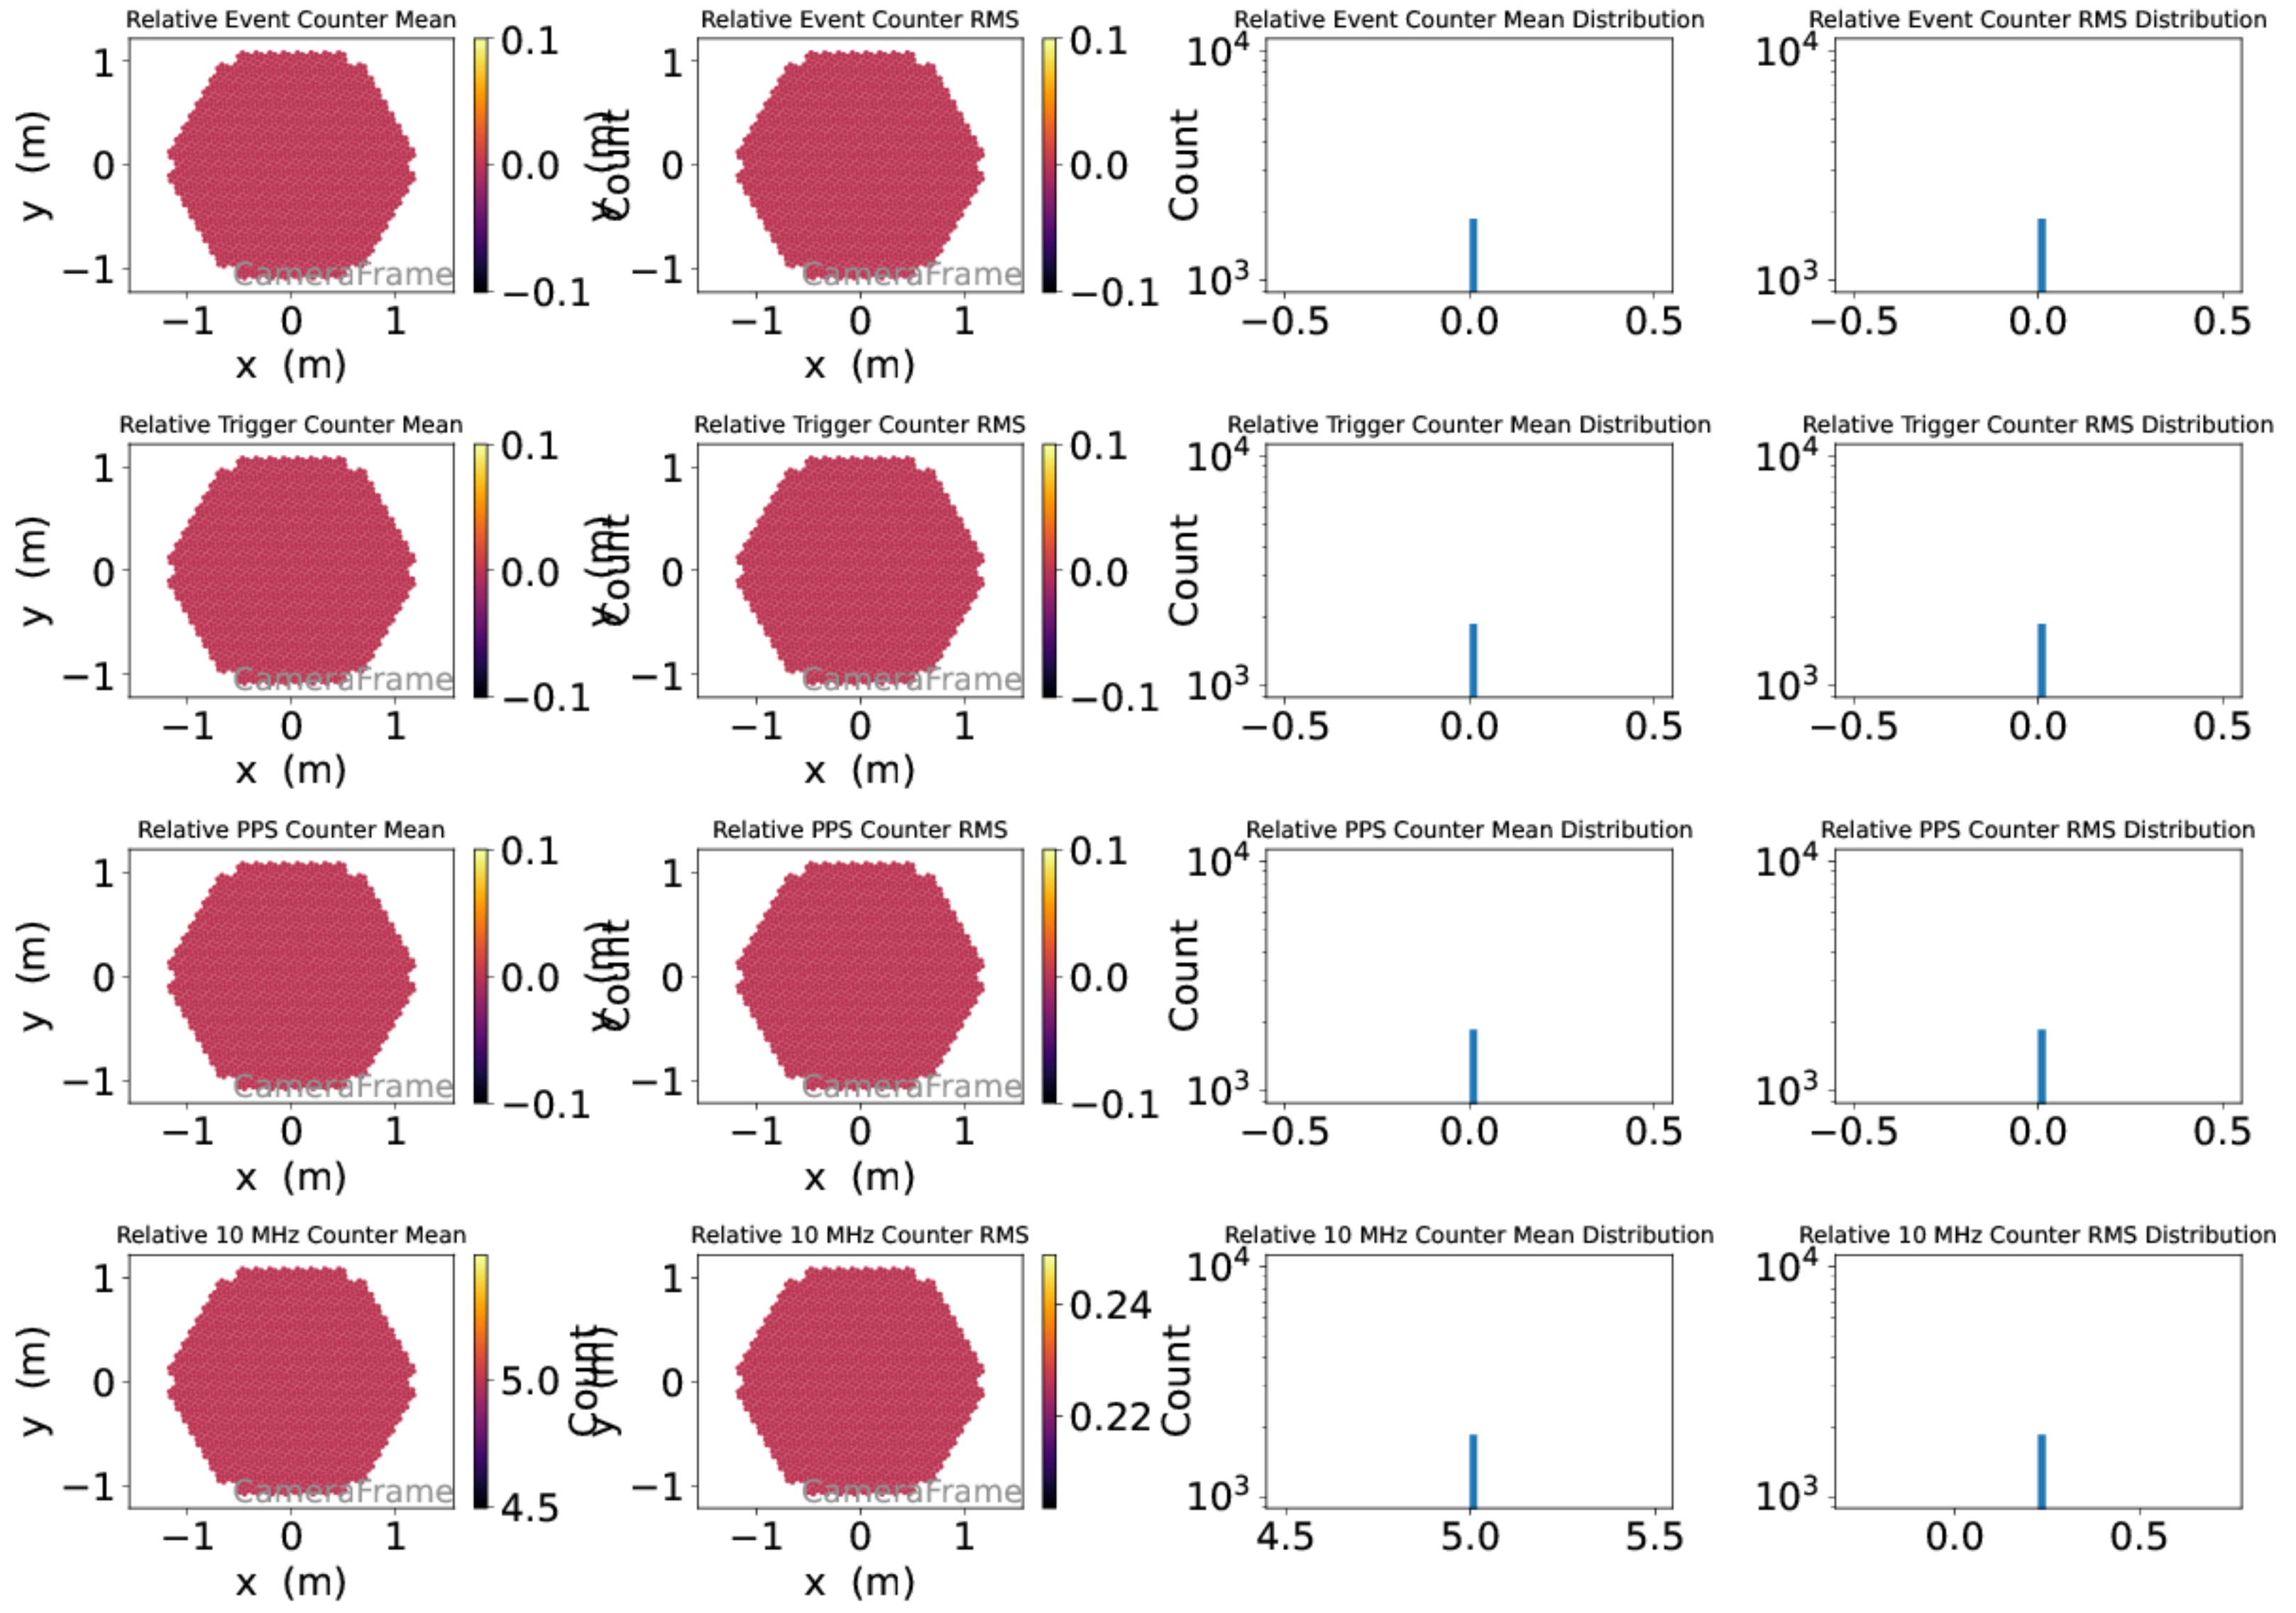 Relative Event Counter Mean
Relative Event Counter RMS
Relative Event Counter Mean Distribution
Relative Event Counter RMS Distribution
y (m)
1
0
−1
CameraFrame
−1 0 1
x (m)
0.1
0.0
−0.1
Count
y (m)
1
0
−1
CameraFrame
−1 0 1
x (m)
0.1
0.0
−0.1
Count
10⁴
10³
−0.5 0.0 0.5
10⁴
10³
−0.5 0.0 0.5
Relative Trigger Counter Mean
Relative Trigger Counter RMS
Relative Trigger Counter Mean Distribution
Relative Trigger Counter RMS Distribution
y (m)
1
0
−1
CameraFrame
−1 0 1
x (m)
0.1
0.0
−0.1
Count
y (m)
1
0
−1
CameraFrame
−1 0 1
x (m)
0.1
0.0
−0.1
Count
10⁴
10³
−0.5 0.0 0.5
10⁴
10³
−0.5 0.0 0.5
Relative PPS Counter Mean
Relative PPS Counter RMS
Relative PPS Counter Mean Distribution
Relative PPS Counter RMS Distribution
y (m)
1
0
−1
CameraFrame
−1 0 1
x (m)
0.1
0.0
−0.1
Count
y (m)
1
0
−1
CameraFrame
−1 0 1
x (m)
0.1
0.0
−0.1
Count
10⁴
10³
−0.5 0.0 0.5
10⁴
10³
−0.5 0.0 0.5
Relative 10 MHz Counter Mean
Relative 10 MHz Counter RMS
Relative 10 MHz Counter Mean Distribution
Relative 10 MHz Counter RMS Distribution
y (m)
1
0
−1
CameraFrame
−1 0 1
x (m)
5.0
4.5
Count
y (m)
1
0
−1
CameraFrame
−1 0 1
x (m)
0.24
0.22
Count
10⁴
10³
4.5 5.0 5.5
10⁴
10³
0.0 0.5